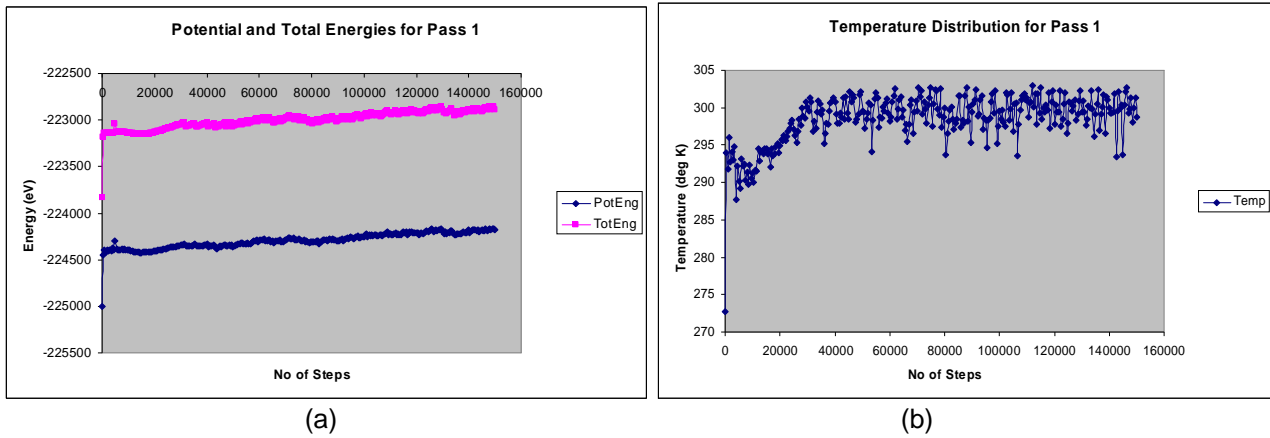 Potential and Total Energies for Pass 1
-222500
0 20000 40000 60000 80000 100000 120000 140000 160000
-223000
-223500
-224000
-224500
-225000
-225500
Energy (eV)
No of Steps
PotEng
TotEng
(a)
Temperature Distribution for Pass 1
305
300
295
290
285
280
275
270
Temperature (deg K)
0 20000 40000 60000 80000 100000 120000 140000 160000
No of Steps
Temp
(b)